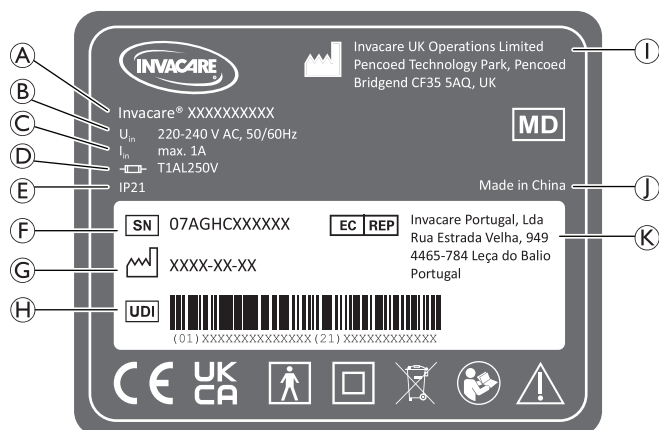 INVACARE
Invacare UK Operations Limited
Pencoed Technology Park, Pencoed
Bridgend CF35 5AQ, UK
A
I
Invacare® XXXXXXXXXX
MD
B
Uin 220-240 V AC, 50/60Hz
C
Iin max. 1A
D
T1AL250V
E
IP21
Made in China
J
F
SN 07AGHCXXXXXX
EC REP
Invacare Portugal, Lda
Rua Estrada Velha, 949
4465-784 Leça do Balio
Portugal
K
G
XXXX-XX-XX
H
UDI
(01)XXXXXXXXXXXXXX(21)XXXXXXXXXXXX
CE
UK
CA